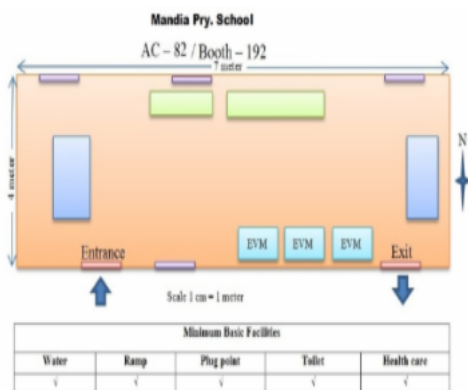 Mandia Pry. School
AC – 82 / Booth – 192
7 meter
4 meter
N
EVM EVM EVM
Entrance
Exit
Scale 1 cm = 1 meter
Minimum Basic Facilities
Water Ramp Plug point Toilet Health care
√ √ √ √ √